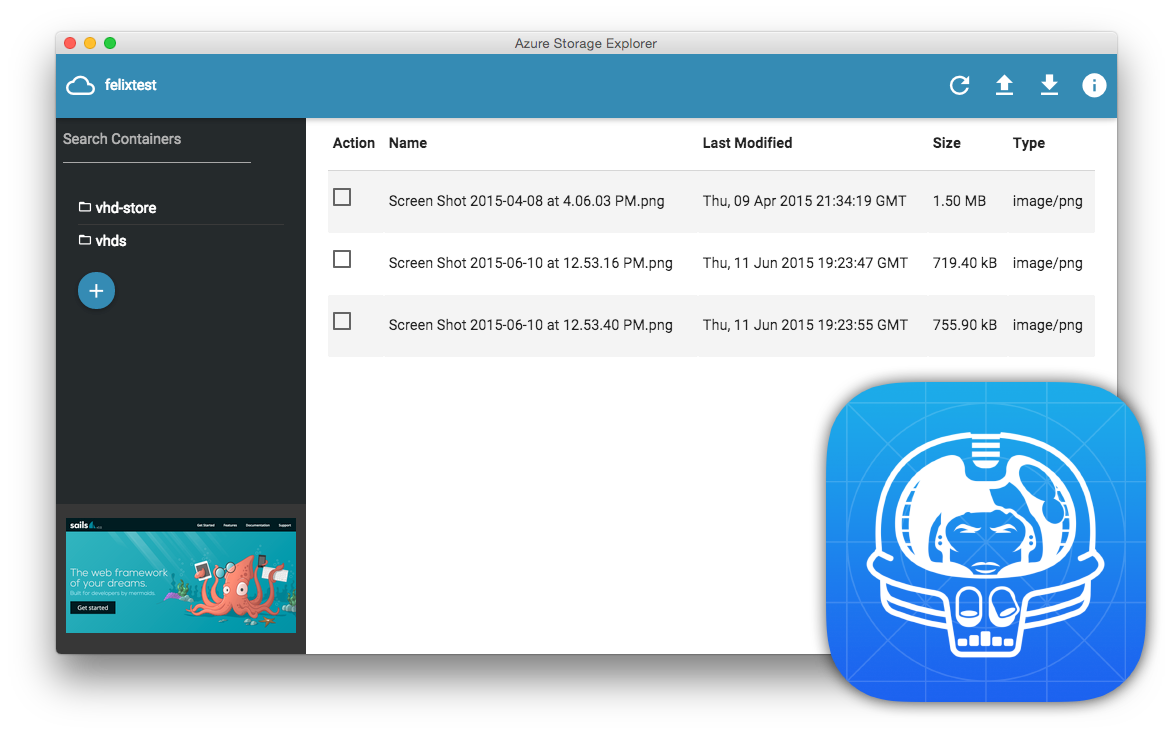 Azure Storage Explorer
felixtest
Search Containers
vhd-store
vhds
Action Name Last Modified Size Type
Screen Shot 2015-04-08 at 4.06.03 PM.png Thu, 09 Apr 2015 21:34:19 GMT 1.50 MB image/png
Screen Shot 2015-06-10 at 12.53.16 PM.png Thu, 11 Jun 2015 19:23:47 GMT 719.40 kB image/png
Screen Shot 2015-06-10 at 12.53.40 PM.png Thu, 11 Jun 2015 19:23:55 GMT 755.90 kB image/png
sails Get Started Features Documentation Support
The web framework
of your dreams.
Built for developers by mermaids.
Get started